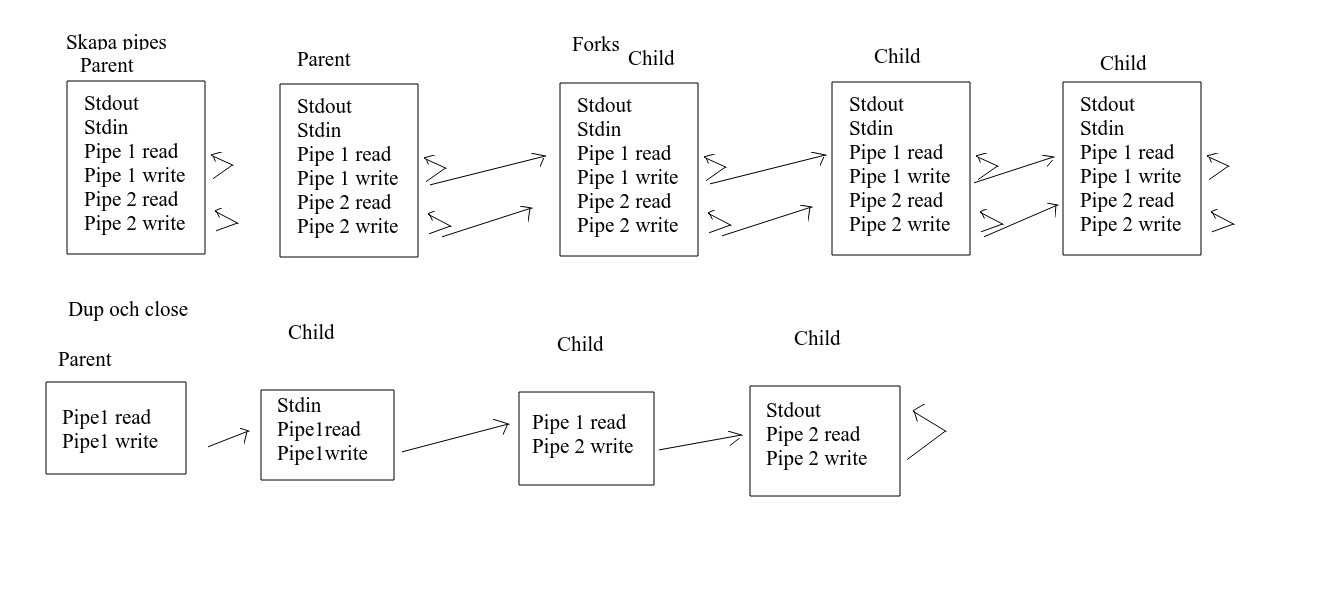 Skapa pipes
Parent
Stdout
Stdin
Pipe 1 read
Pipe 1 write
Pipe 2 read
Pipe 2 write
Parent
Stdout
Stdin
Pipe 1 read
Pipe 1 write
Pipe 2 read
Pipe 2 write
Forks
Child
Stdout
Stdin
Pipe 1 read
Pipe 1 write
Pipe 2 read
Pipe 2 write
Child
Stdout
Stdin
Pipe 1 read
Pipe 1 write
Pipe 2 read
Pipe 2 write
Child
Stdout
Stdin
Pipe 1 read
Pipe 1 write
Pipe 2 read
Pipe 2 write
Dup och close
Parent
Pipe1 read
Pipe1 write
Child
Stdin
Pipe1read
Pipe1write
Child
Pipe 1 read
Pipe 2 write
Child
Stdout
Pipe 2 read
Pipe 2 write